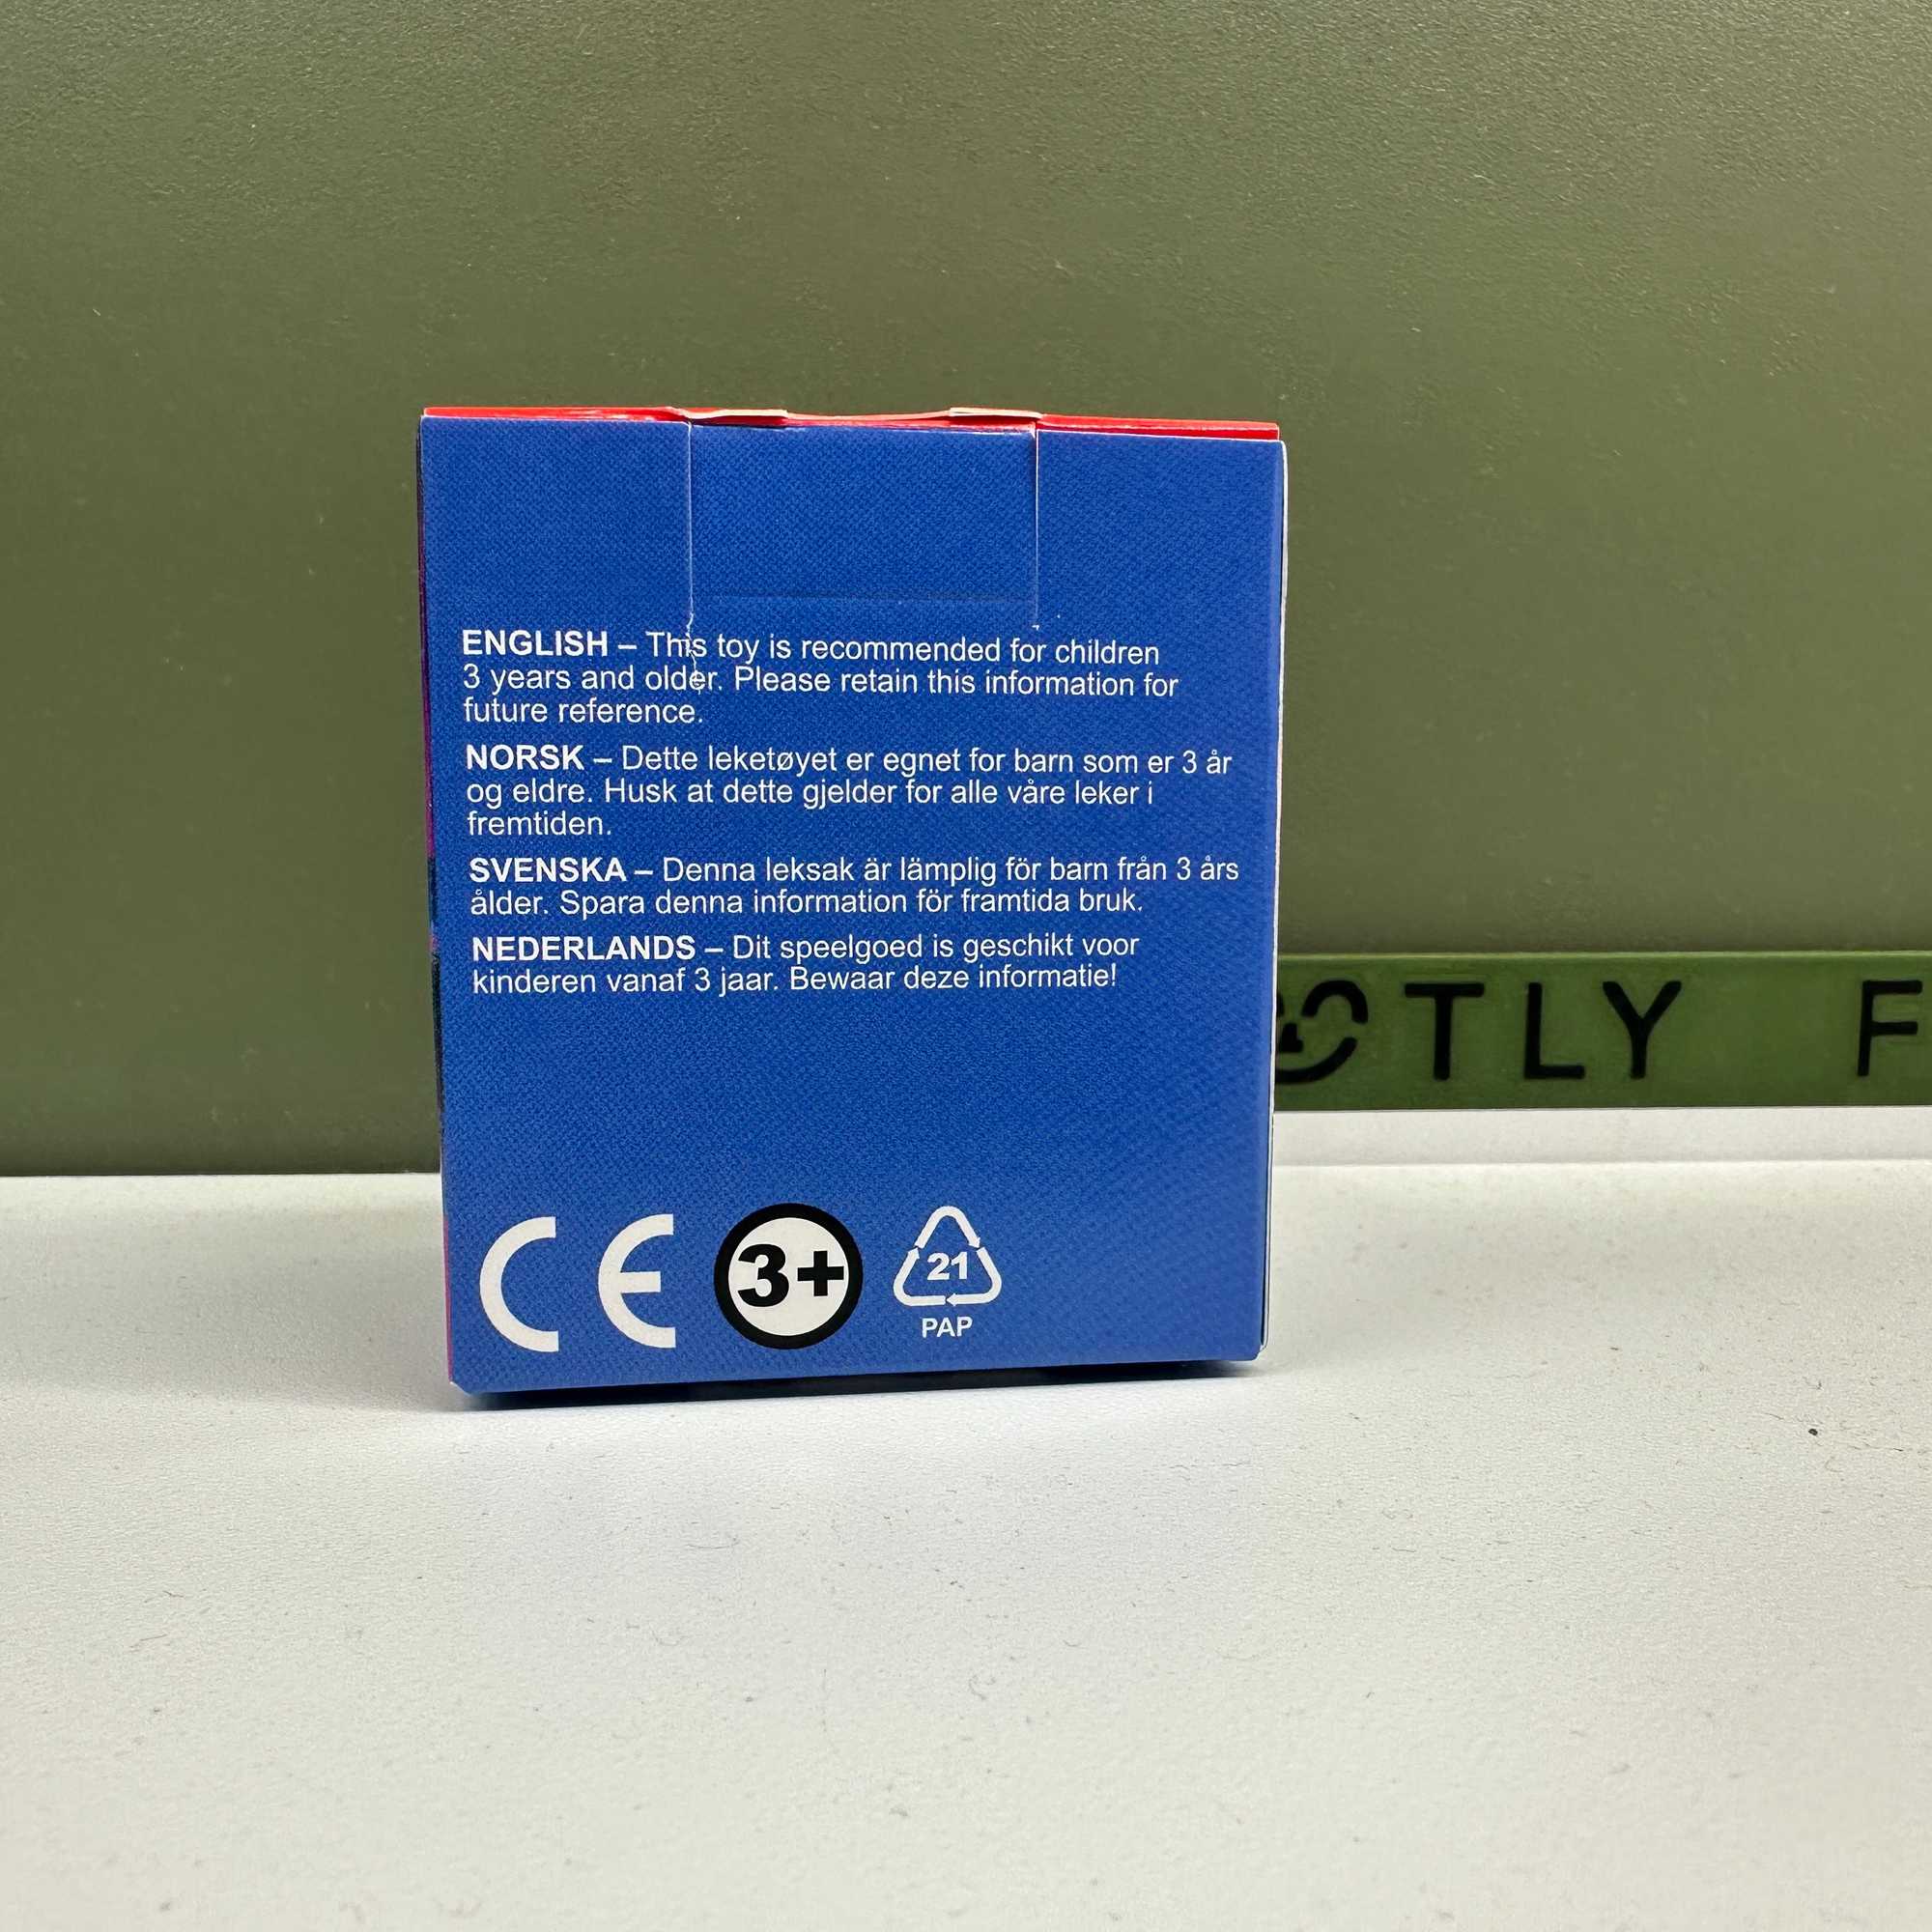 ENGLISH – This toy is recommended for children
3 years and older. Please retain this information for
future reference.
NORSK – Dette leketøyet er egnet for barn som er 3 år
og eldre. Husk at dette gjelder for alle våre leker i
fremtiden.
SVENSKA – Denna leksak är lämplig för barn från 3 års
ålder. Spara denna information för framtida bruk.
NEDERLANDS – Dit speelgoed is geschikt voor
kinderen vanaf 3 jaar. Bewaar deze informatie!
TLY F
CE 3+ 21
PAP